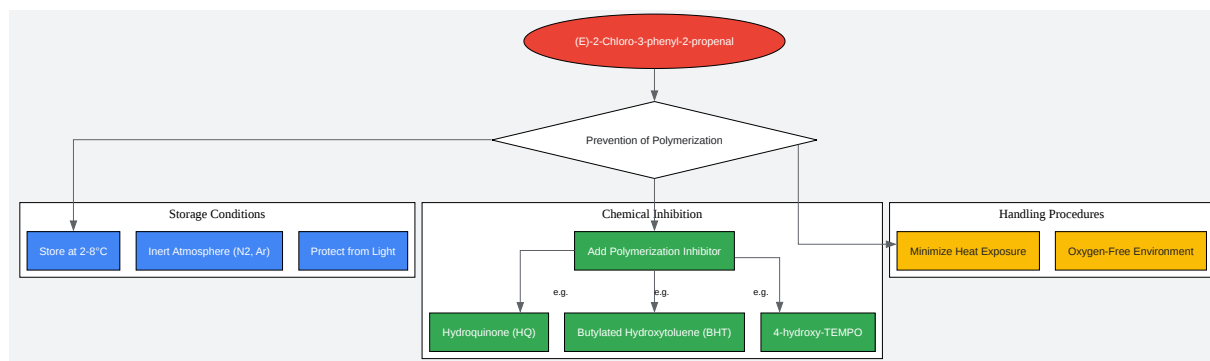 (E)-2-Chloro-3-phenyl-2-propenal
Prevention of Polymerization
Storage Conditions
Store at 2-8°C
Inert Atmosphere (N2, Ar)
Protect from Light
Chemical Inhibition
Add Polymerization Inhibitor
e.g.
e.g.
e.g.
Hydroquinone (HQ)
Butylated Hydroxytoluene (BHT)
4-hydroxy-TEMPO
Handling Procedures
Minimize Heat Exposure
Oxygen-Free Environment